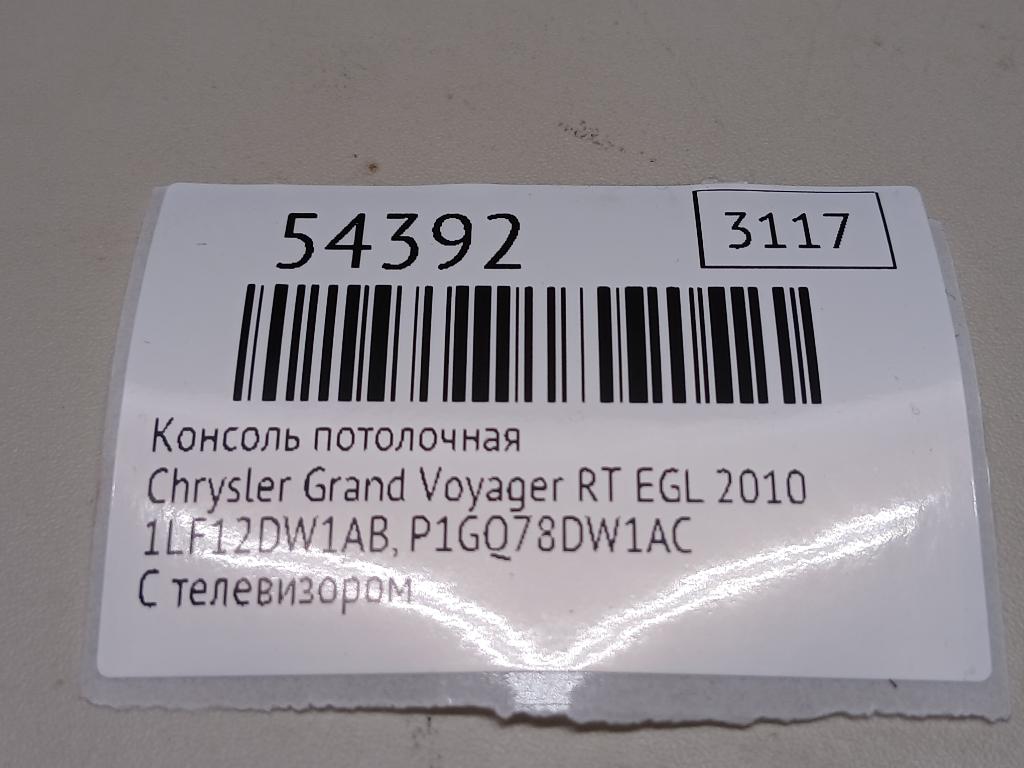 54392
3117
Консоль потолочная
Chrysler Grand Voyager RT EGL 2010
1LF12DW1AB, P1GQ78DW1AC
С телевизором